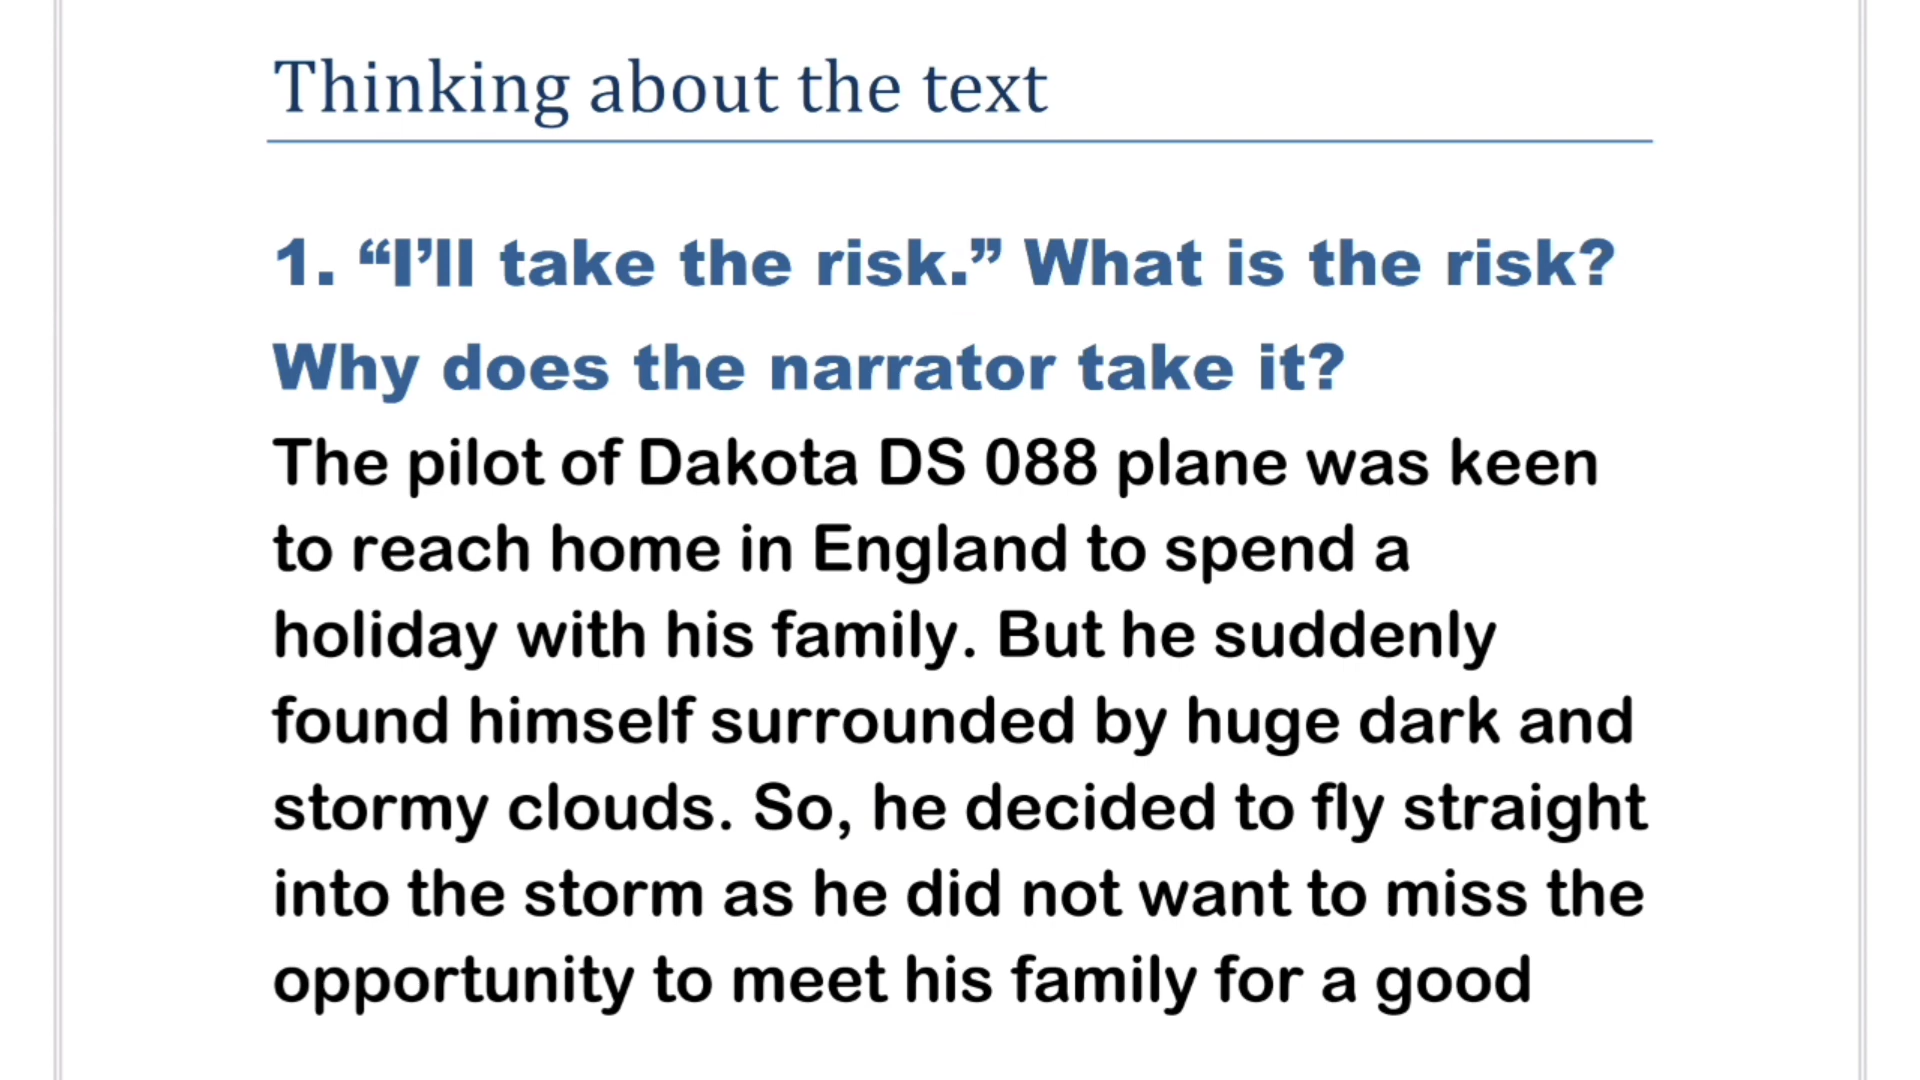 Thinking about the text
1. “I’ll take the risk.” What is the risk?
Why does the narrator take it?
The pilot of Dakota DS 088 plane was keen
to reach home in England to spend a
holiday with his family. But he suddenly
found himself surrounded by huge dark and
stormy clouds. So, he decided to fly straight
into the storm as he did not want to miss the
opportunity to meet his family for a good